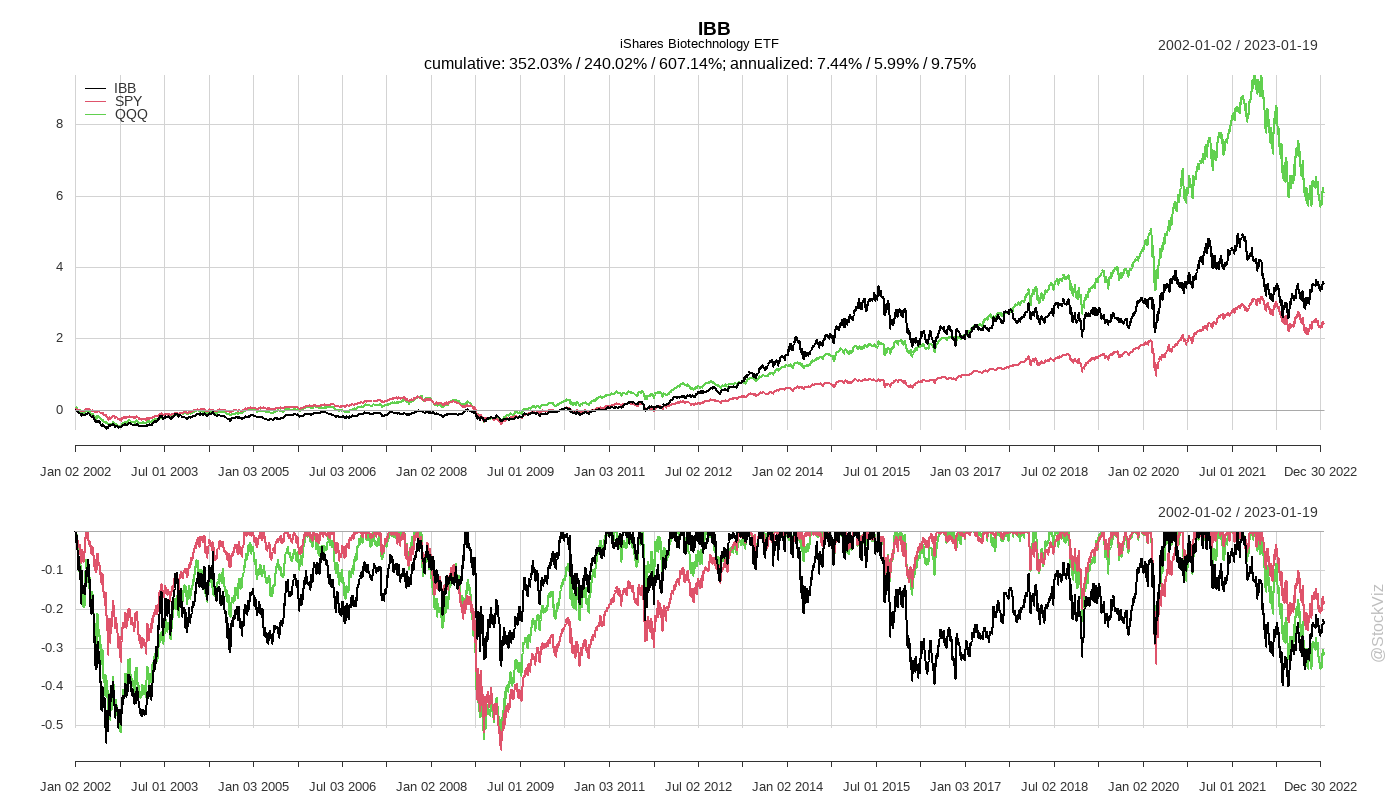 IBB
iShares Biotechnology ETF
2002-01-02 / 2023-01-19
cumulative: 352.03% / 240.02% / 607.14%; annualized: 7.44% / 5.99% / 9.75%
IBB
SPY
QQQ
8
6
4
2
0
Jan 02 2002 Jul 01 2003 Jan 03 2005 Jul 03 2006 Jan 02 2008 Jul 01 2009 Jan 03 2011 Jul 02 2012 Jan 02 2014 Jul 01 2015 Jan 03 2017 Jul 02 2018 Jan 02 2020 Jul 01 2021 Dec 30 2022
2002-01-02 / 2023-01-19
-0.1
-0.2
-0.3
-0.4
-0.5
Jan 02 2002 Jul 01 2003 Jan 03 2005 Jul 03 2006 Jan 02 2008 Jul 01 2009 Jan 03 2011 Jul 02 2012 Jan 02 2014 Jul 01 2015 Jan 03 2017 Jul 02 2018 Jan 02 2020 Jul 01 2021 Dec 30 2022
@StockViz